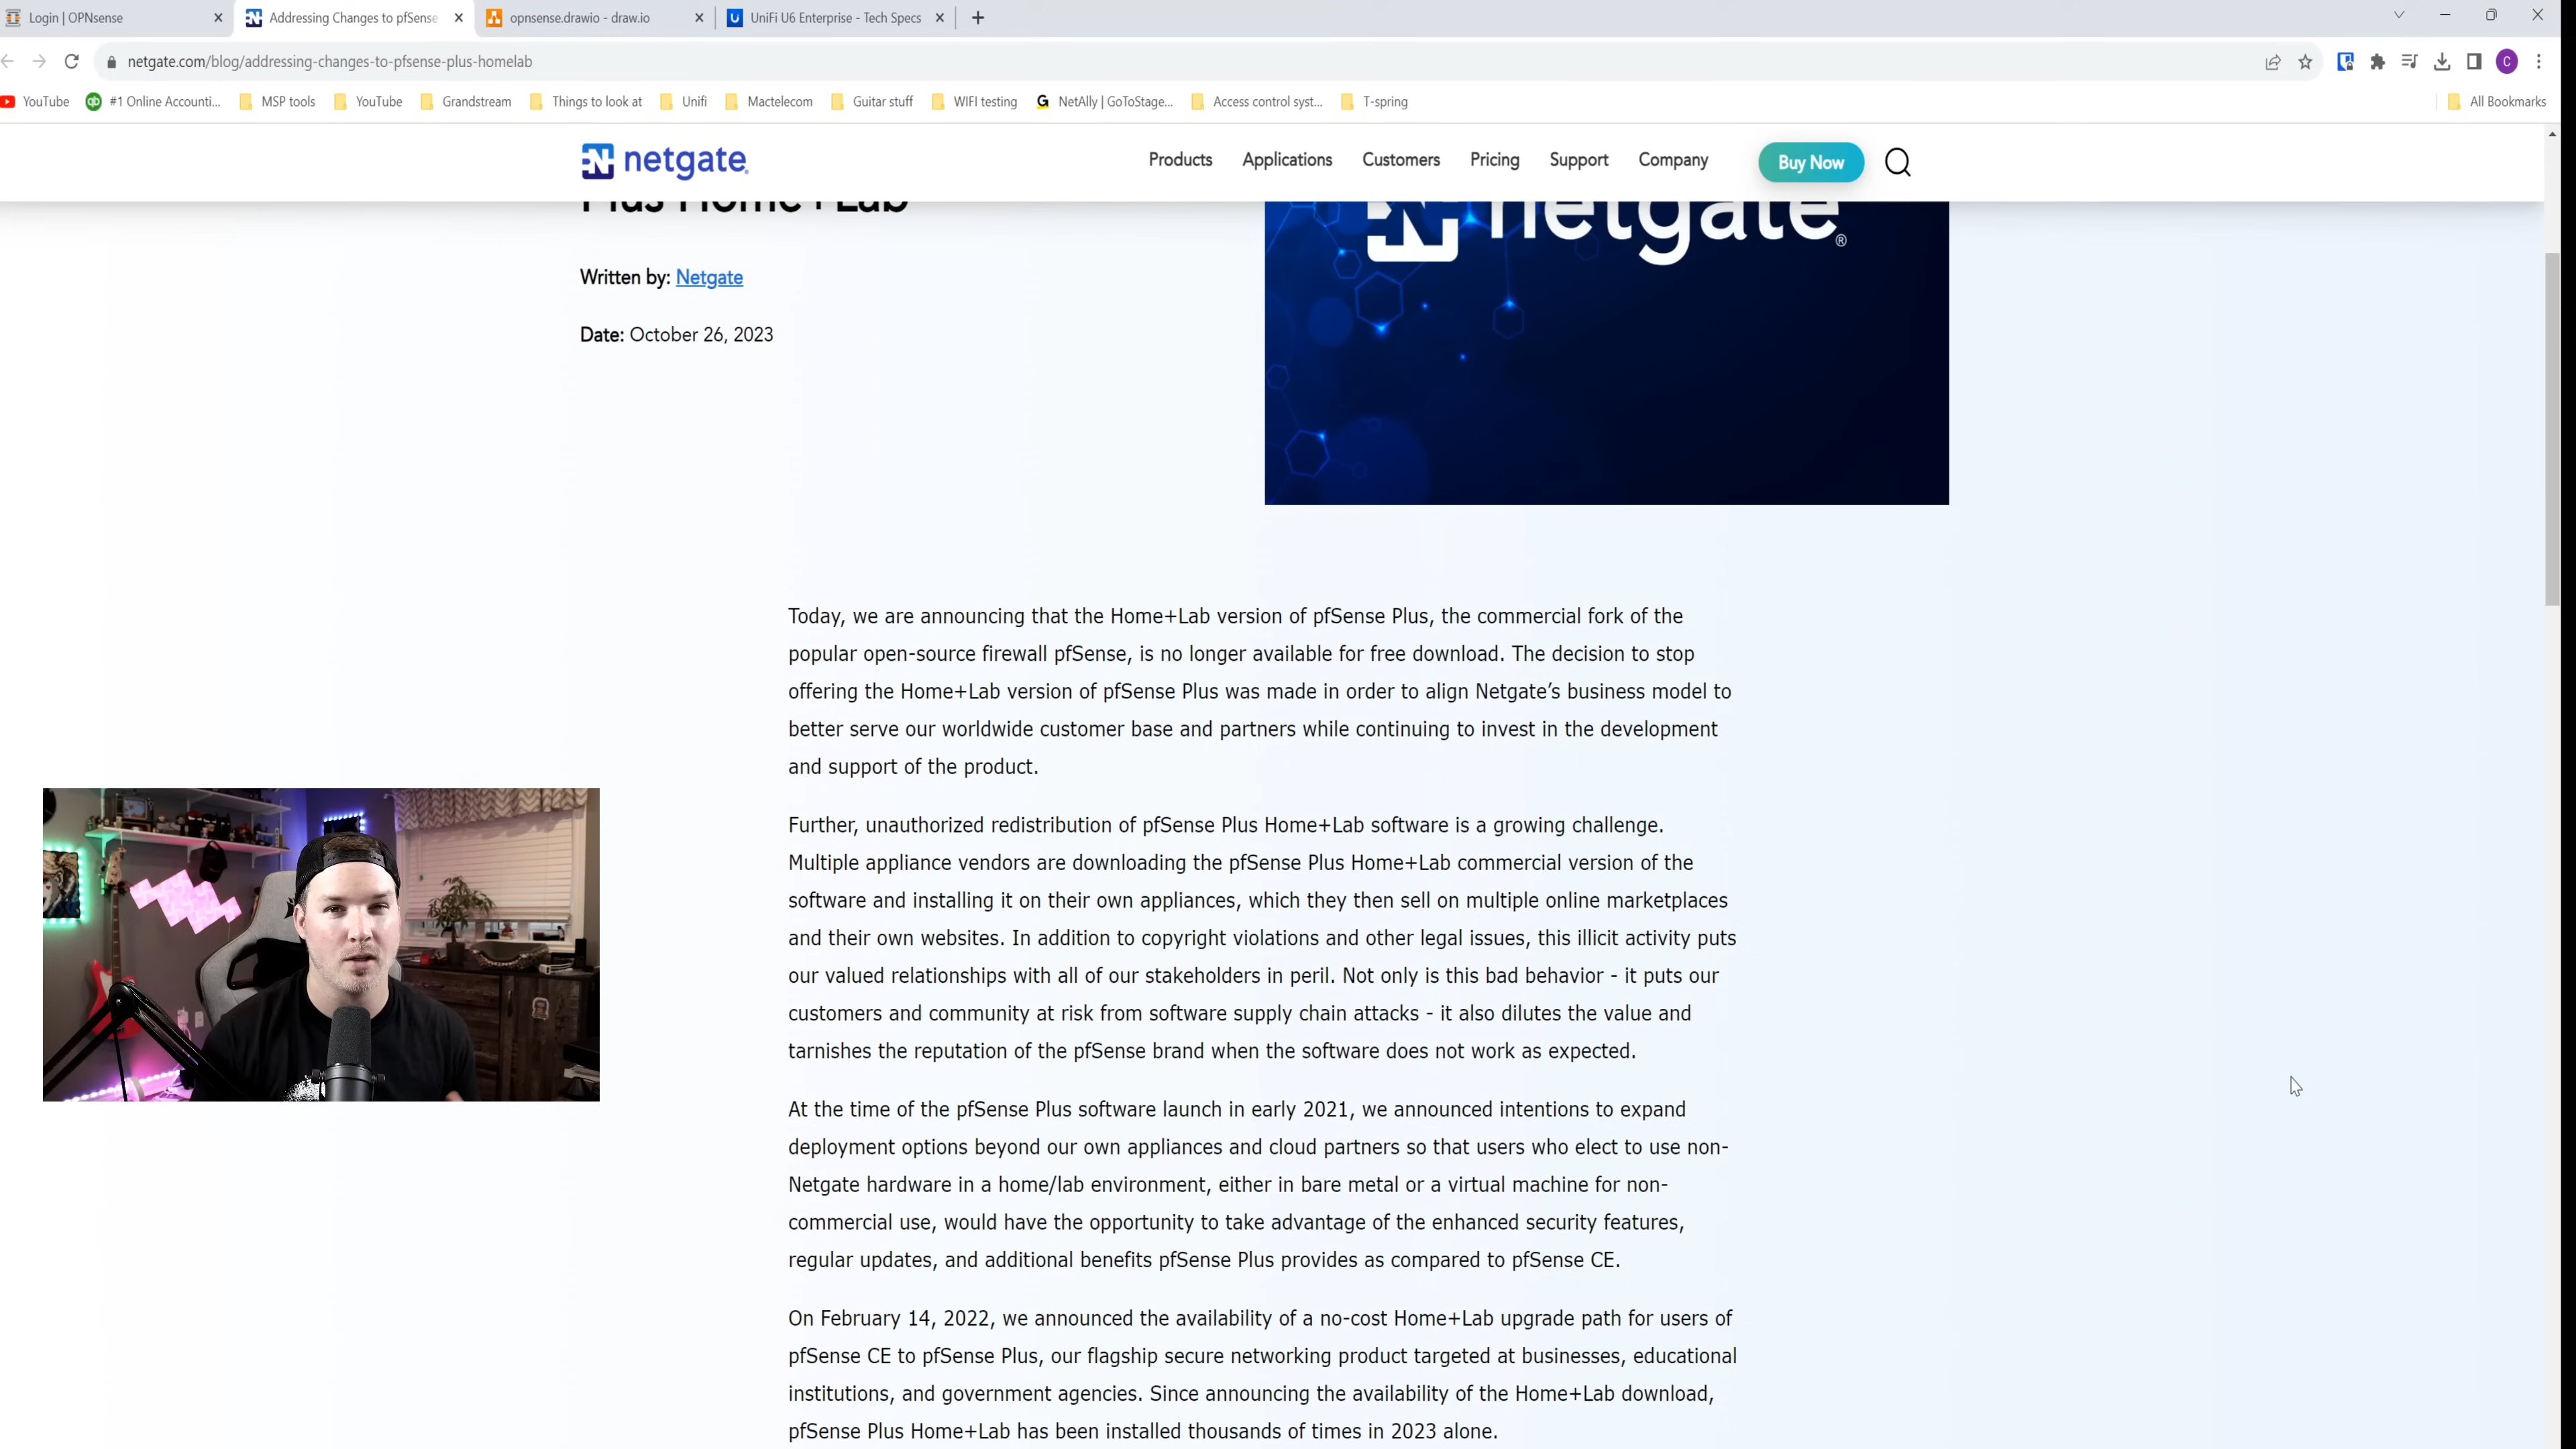 Login | OPNsense
Addressing Changes to pfSense
opnsense.drawio - draw.io
UniFi U6 Enterprise - Tech Specs
netgate.com/blog/addressing-changes-to-pfsense-plus-homelab
C
YouTube
#1 Online Accounti...
MSP tools
YouTube
Grandstream
Things to look at
Unifi
Mactelecom
Guitar stuff
WIFI testing
NetAlly | GoToStage...
Access control syst...
T-spring
All Bookmarks
netgate
Products
Applications
Customers
Pricing
Support
Company
Buy Now
Plus Home+Lab
netgate®
Written by: Netgate
Date: October 26, 2023
Today, we are announcing that the Home+Lab version of pfSense Plus, the commercial fork of the
popular open-source firewall pfSense, is no longer available for free download. The decision to stop
offering the Home+Lab version of pfSense Plus was made in order to align Netgate’s business model to
better serve our worldwide customer base and partners while continuing to invest in the development
and support of the product.
Further, unauthorized redistribution of pfSense Plus Home+Lab software is a growing challenge.
Multiple appliance vendors are downloading the pfSense Plus Home+Lab commercial version of the
software and installing it on their own appliances, which they then sell on multiple online marketplaces
and their own websites. In addition to copyright violations and other legal issues, this illicit activity puts
our valued relationships with all of our stakeholders in peril. Not only is this bad behavior - it puts our
customers and community at risk from software supply chain attacks - it also dilutes the value and
tarnishes the reputation of the pfSense brand when the software does not work as expected.
At the time of the pfSense Plus software launch in early 2021, we announced intentions to expand
deployment options beyond our own appliances and cloud partners so that users who elect to use non-
Netgate hardware in a home/lab environment, either in bare metal or a virtual machine for non-
commercial use, would have the opportunity to take advantage of the enhanced security features,
regular updates, and additional benefits pfSense Plus provides as compared to pfSense CE.
On February 14, 2022, we announced the availability of a no-cost Home+Lab upgrade path for users of
pfSense CE to pfSense Plus, our flagship secure networking product targeted at businesses, educational
institutions, and government agencies. Since announcing the availability of the Home+Lab download,
pfSense Plus Home+Lab has been installed thousands of times in 2023 alone.